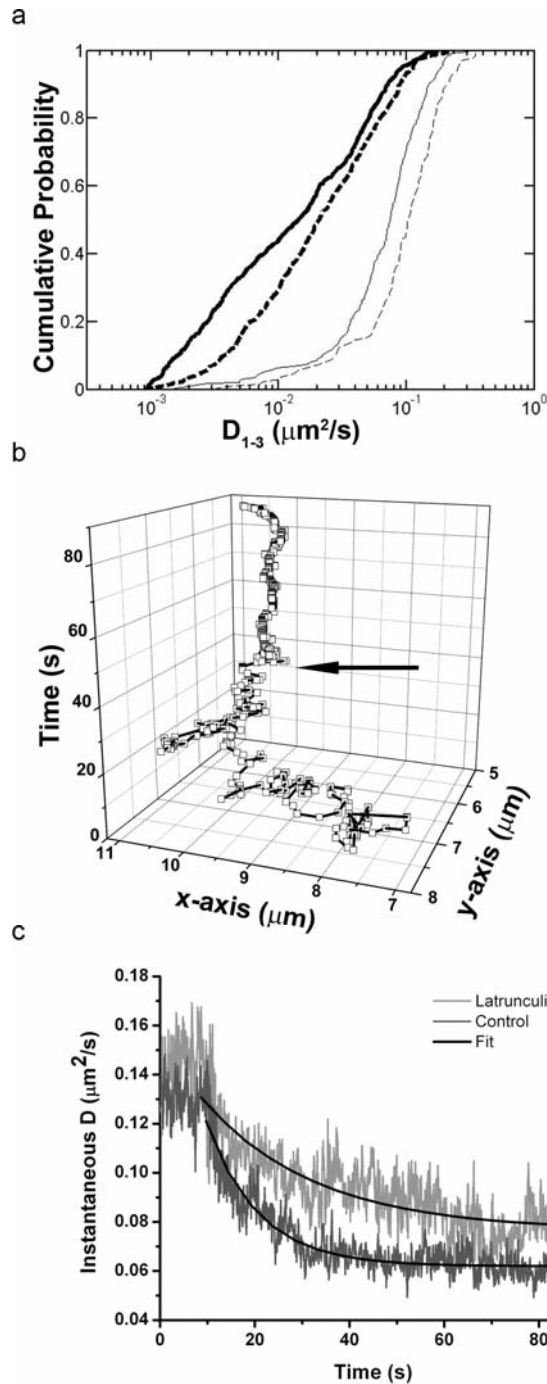 a
1
0.8
0.6
0.4
0.2
0
Cumulative Probability
10⁻³ 10⁻² 10⁻¹ 10⁰
D₁₋₃ (μm²/s)
b
80
60
40
20
0
Time (s)
11 10 9 8 7
x-axis (μm)
5
6
7
8
y-axis (μm)
c
0.18
0.16
0.14
0.12
0.10
0.08
0.06
0.04
Instantaneous D (μm²/s)
Latrunculi
Control
Fit
0 20 40 60 80
Time (s)